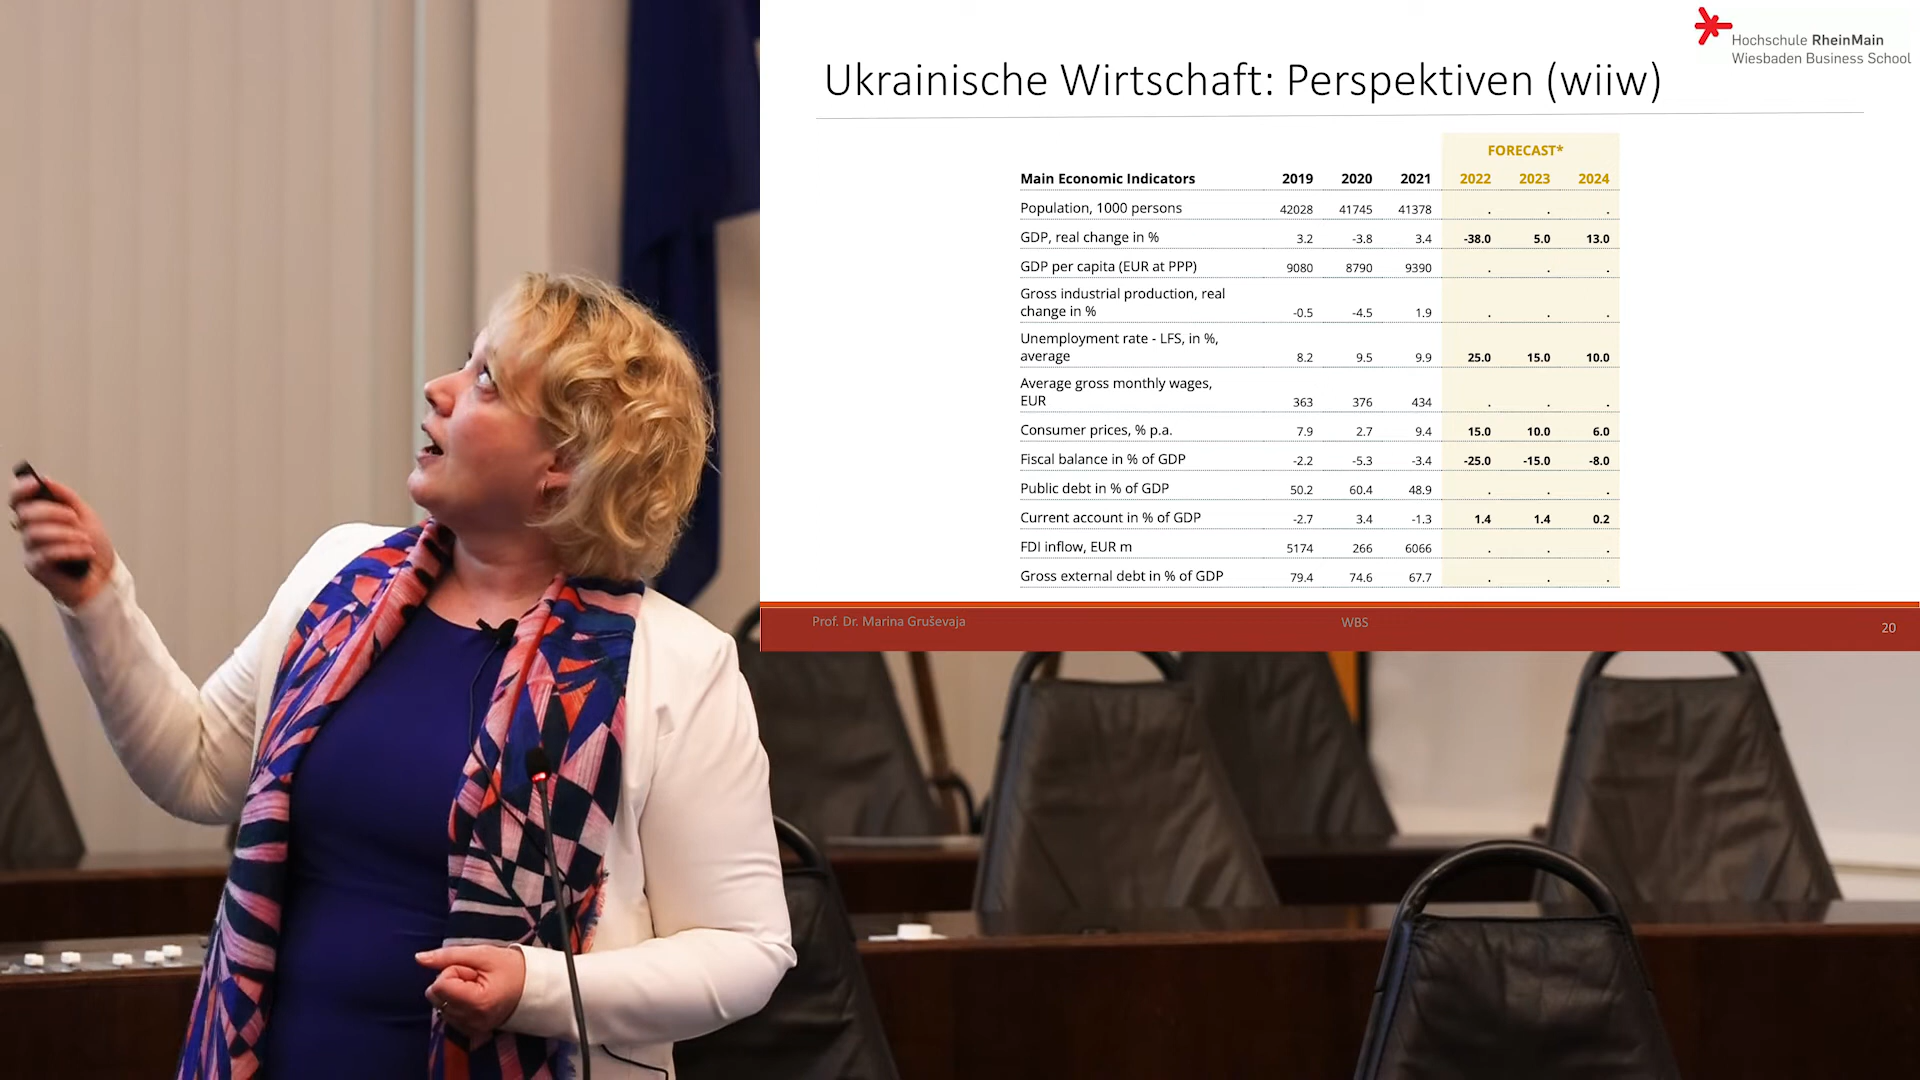 Hochschule RheinMain
Wiesbaden Business School
Ukrainische Wirtschaft: Perspektiven (wiiw)
FORECAST*
Main Economic Indicators 2019 2020 2021 2022 2023 2024
Population, 1000 persons 42028 41745 41378 . . .
GDP, real change in % 3.2 -3.8 3.4 -38.0 5.0 13.0
GDP per capita (EUR at PPP) 9080 8790 9390 . . .
Gross industrial production, real
change in % -0.5 -4.5 1.9 . . .
Unemployment rate - LFS, in %,
average 8.2 9.5 9.9 25.0 15.0 10.0
Average gross monthly wages,
EUR 363 376 434 . . .
Consumer prices, % p.a. 7.9 2.7 9.4 15.0 10.0 6.0
Fiscal balance in % of GDP -2.2 -5.3 -3.4 -25.0 -15.0 -8.0
Public debt in % of GDP 50.2 60.4 48.9 . . .
Current account in % of GDP -2.7 3.4 -1.3 1.4 1.4 0.2
FDI inflow, EUR m 5174 266 6066 . . .
Gross external debt in % of GDP 79.4 74.6 67.7 . . .
Prof. Dr. Marina Gruševaja WBS 20